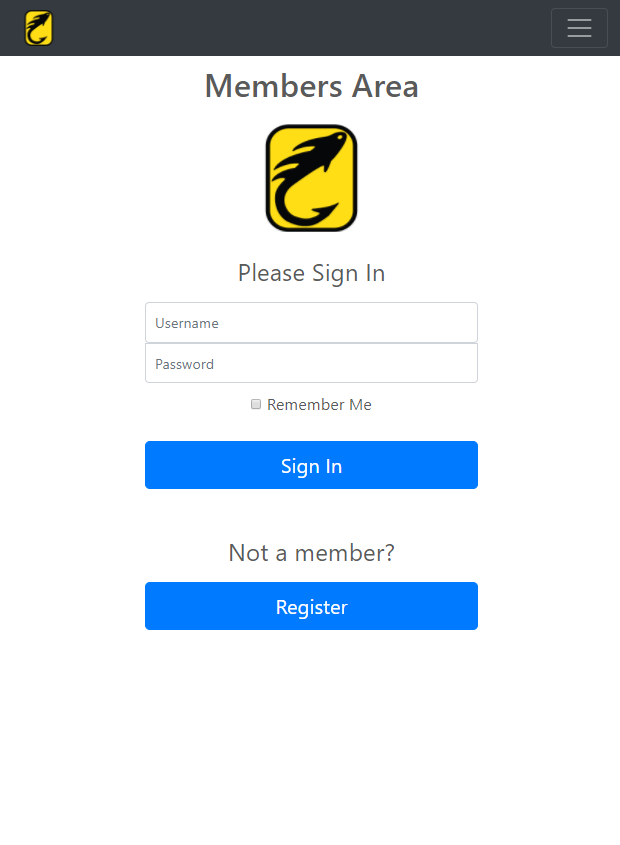 Members Area
Please Sign In
Username
Password
Remember Me
Sign In
Not a member?
Register